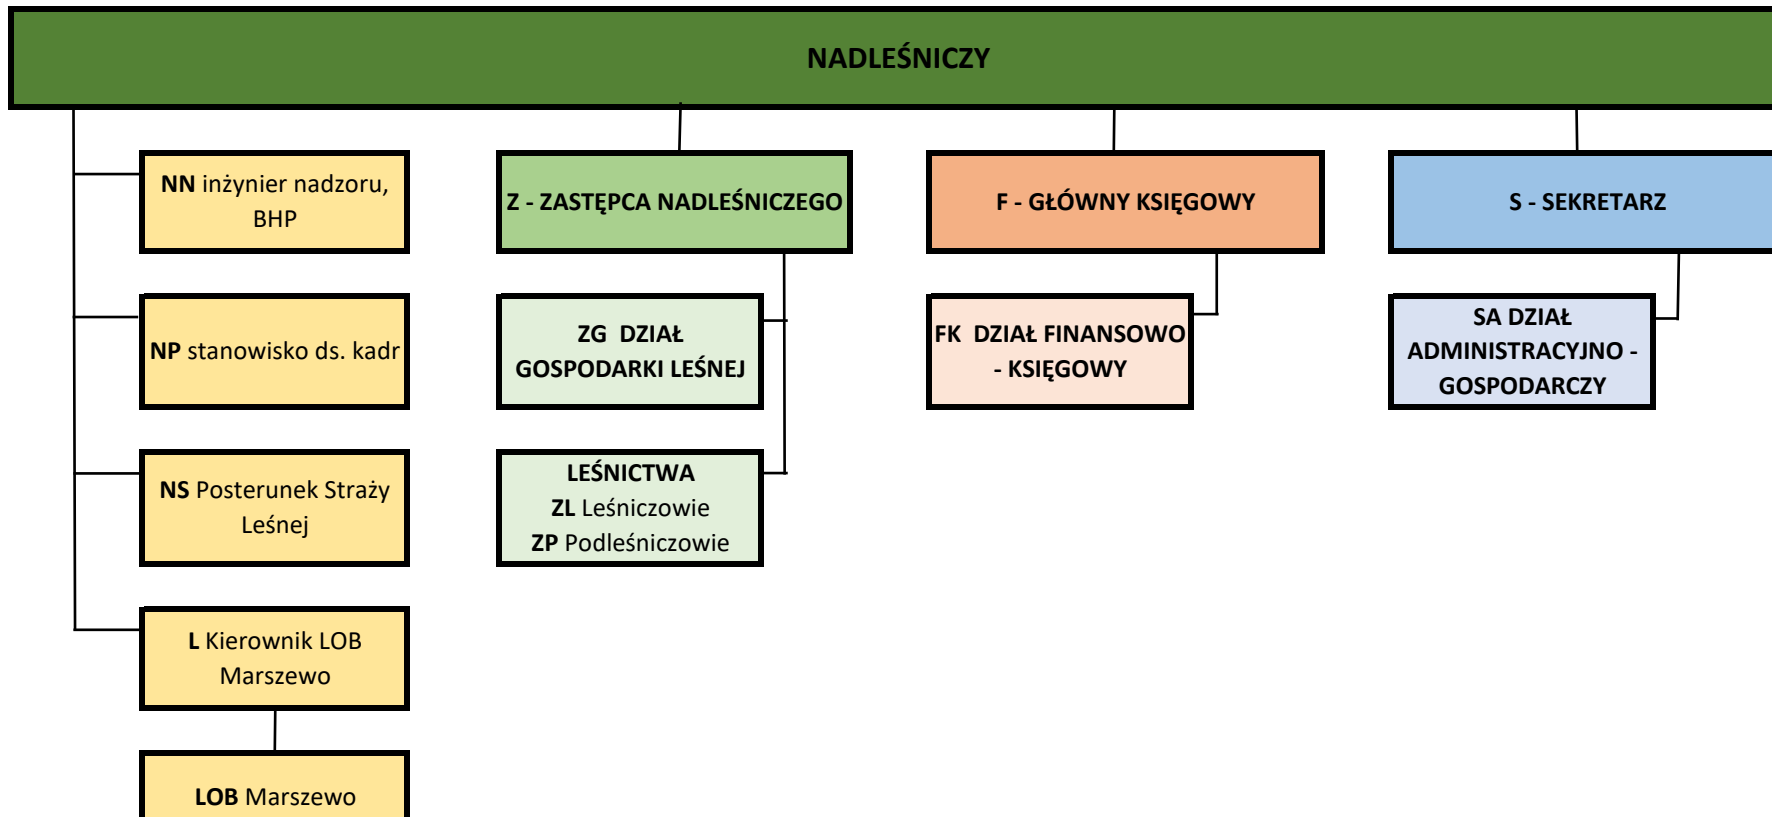 NADLEŚNICZY
NN inżynier nadzoru,
BHP
Z - ZASTĘPCA NADLEŚNICZEGO
F - GŁÓWNY KSIĘGOWY
S - SEKRETARZ
NP stanowisko ds. kadr
ZG DZIAŁ
GOSPODARKI LEŚNEJ
FK DZIAŁ FINANSOWO
- KSIĘGOWY
SA DZIAŁ
ADMINISTRACYJNO -
GOSPODARCZY
NS Posterunek Straży
Leśnej
LEŚNICTWA
ZL Leśniczowie
ZP Podleśniczowie
L Kierownik LOB
Marszewo
LOB Marszewo